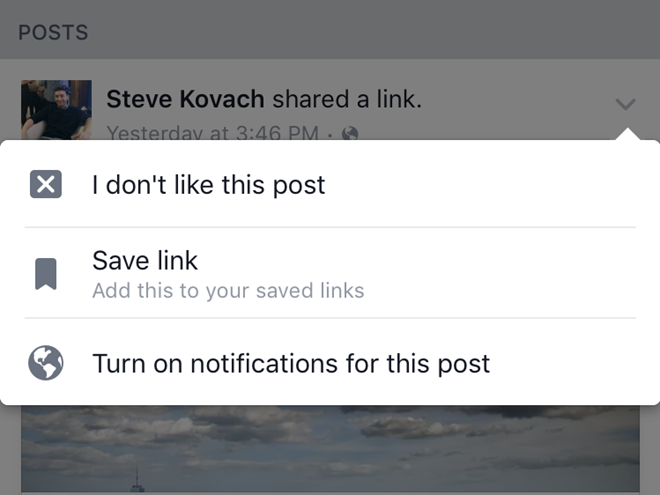 POSTS
Steve Kovach shared a link.
Yesterday at 3:46 PM ·
I don't like this post
Save link
Add this to your saved links
Turn on notifications for this post